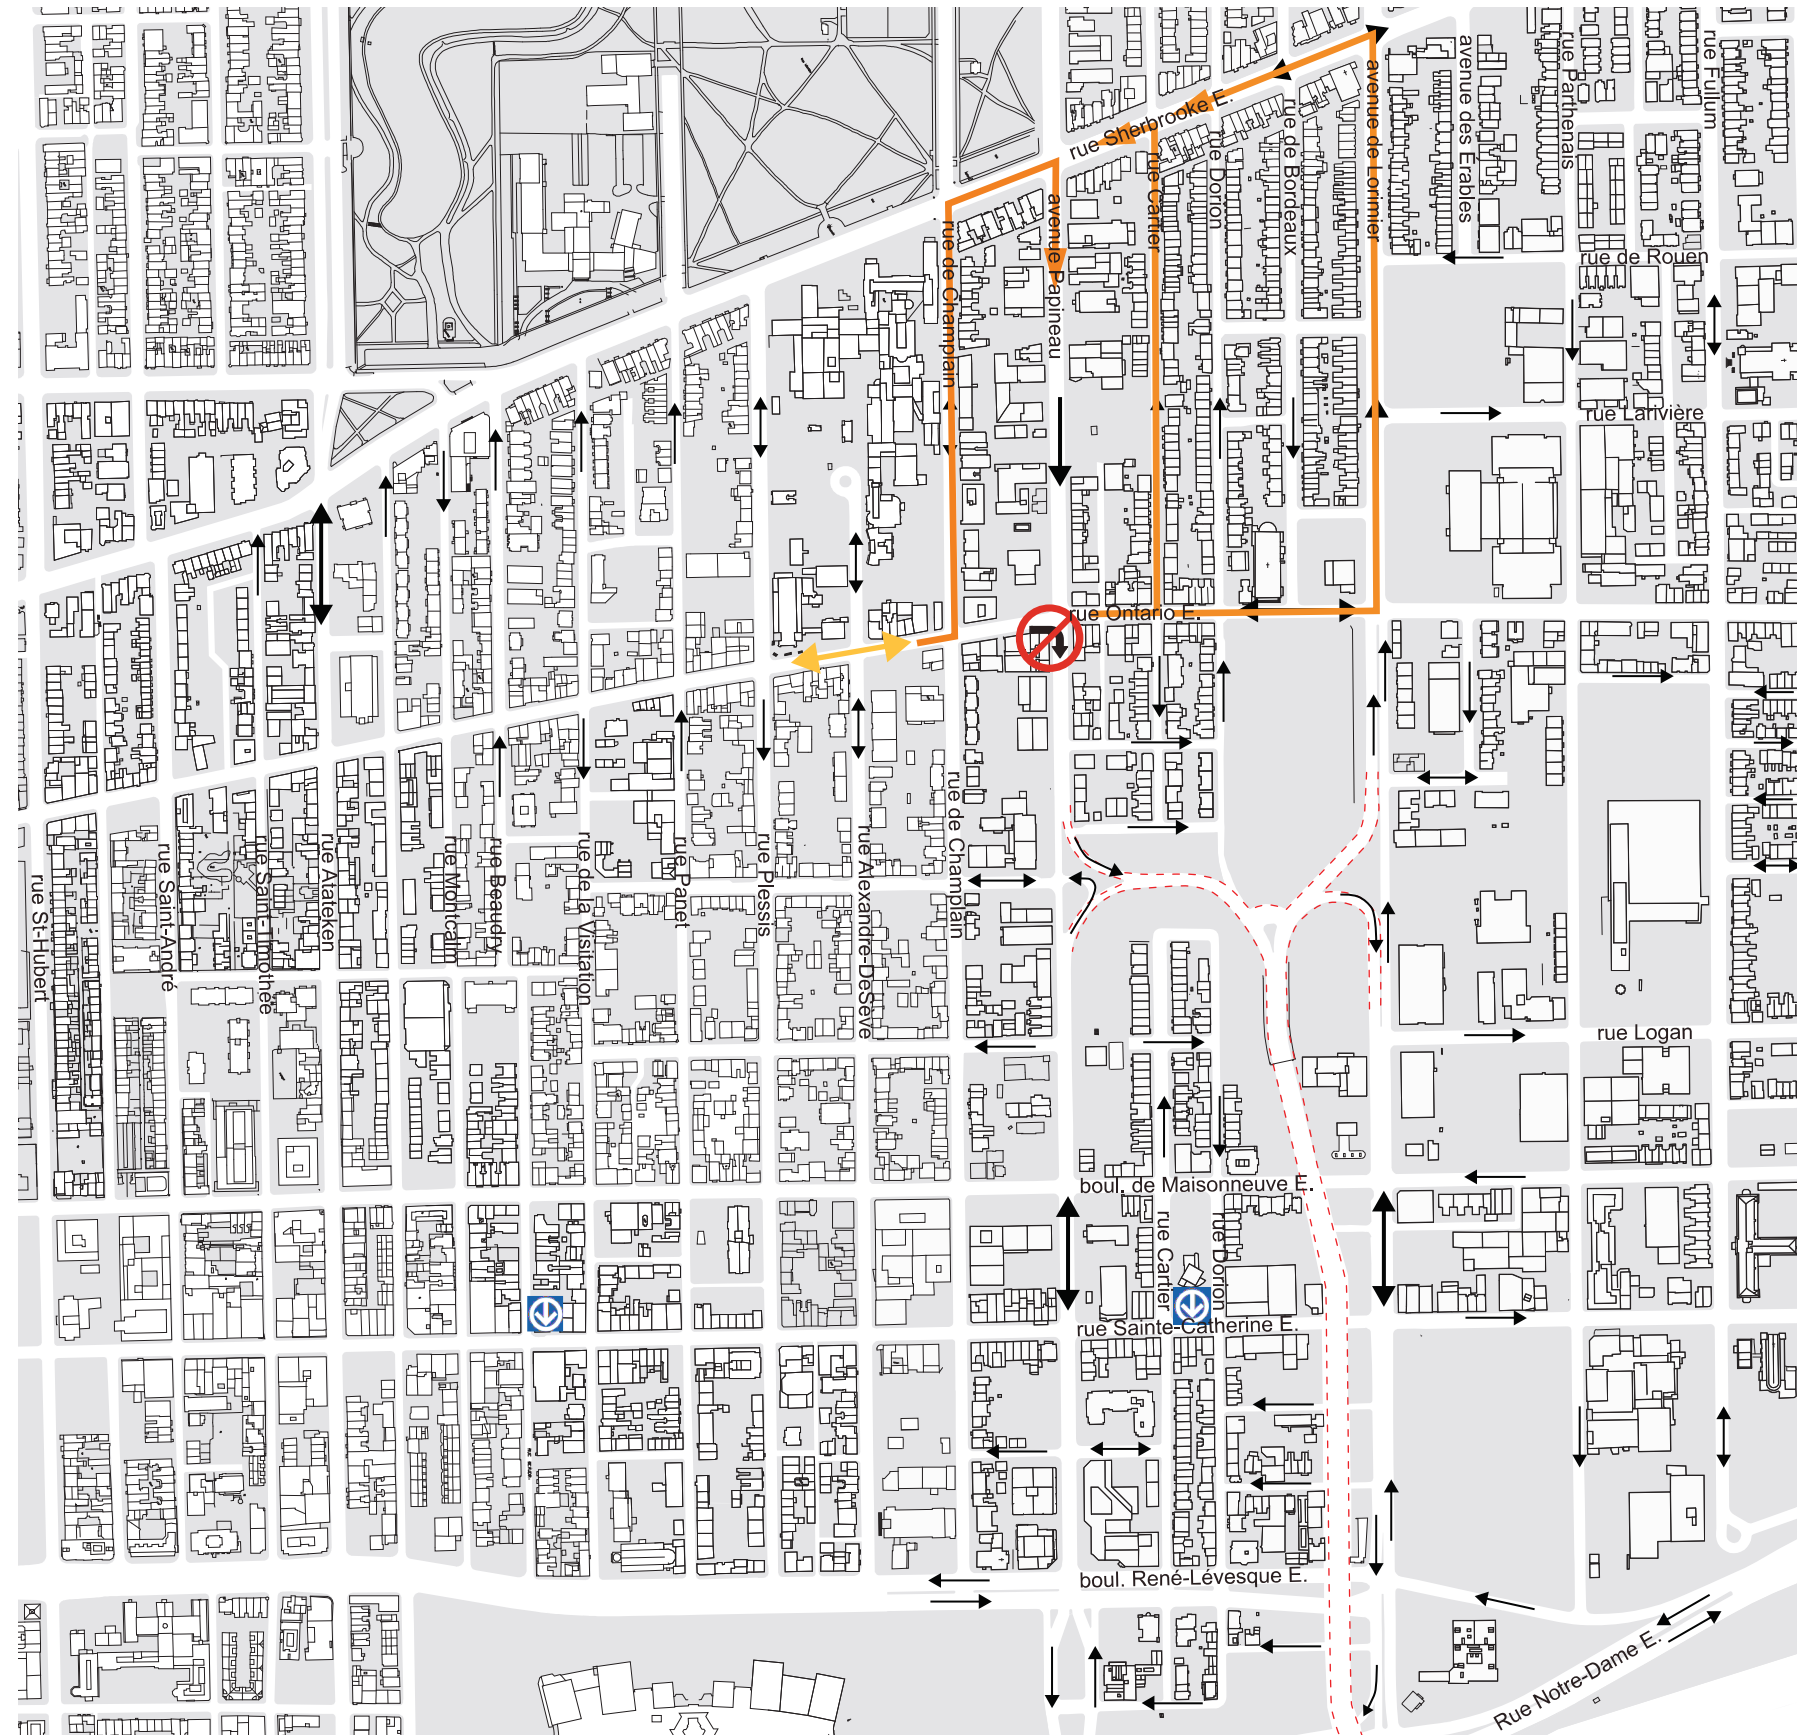 avenue des Érables
rue Parthenais
rue Fullum
avenue de Lorimier
rue Sherbrooke E.
rue de Bordeaux
rue Dorion
rue Cartier
avenue Papineau
rue de Champlain
rue de Rouen
rue Larivière
rue Ontario E.
rue St-Hubert
rue Saint-André
rue Saint-Timothée
rue Atateken
rue Montcalm
rue Beaudry
rue de la Visitation
rue Panet
rue Plessis
rue Alexandre-DeSève
rue de Champlain
rue Logan
boul. de Maisonneuve E.
rue Cartier
rue Dorion
rue Sainte-Catherine E.
boul. René-Lévesque E.
Rue Notre-Dame E.